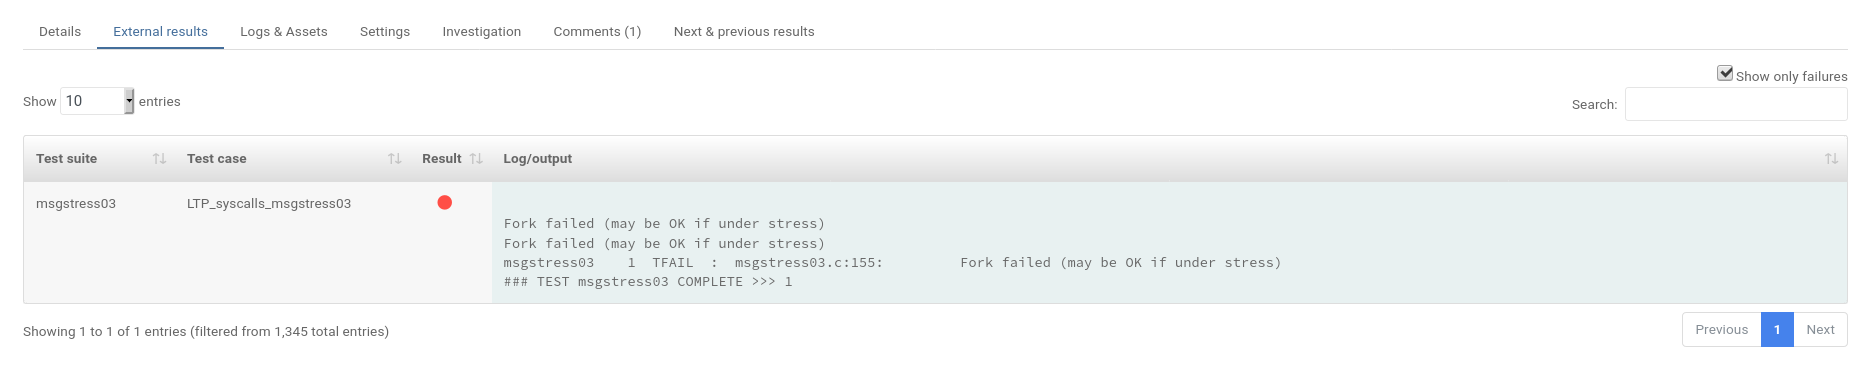 Details External results Logs & Assets Settings Investigation Comments (1) Next & previous results
Show only failures
Show 10 entries
Search:
Test suite Test case Result Log/output
msgstress03 LTP_syscalls_msgstress03
Fork failed (may be OK if under stress)
Fork failed (may be OK if under stress)
msgstress03    1  TFAIL  :  msgstress03.c:155:         Fork failed (may be OK if under stress)
### TEST msgstress03 COMPLETE >>> 1
Showing 1 to 1 of 1 entries (filtered from 1,345 total entries)
Previous 1 Next